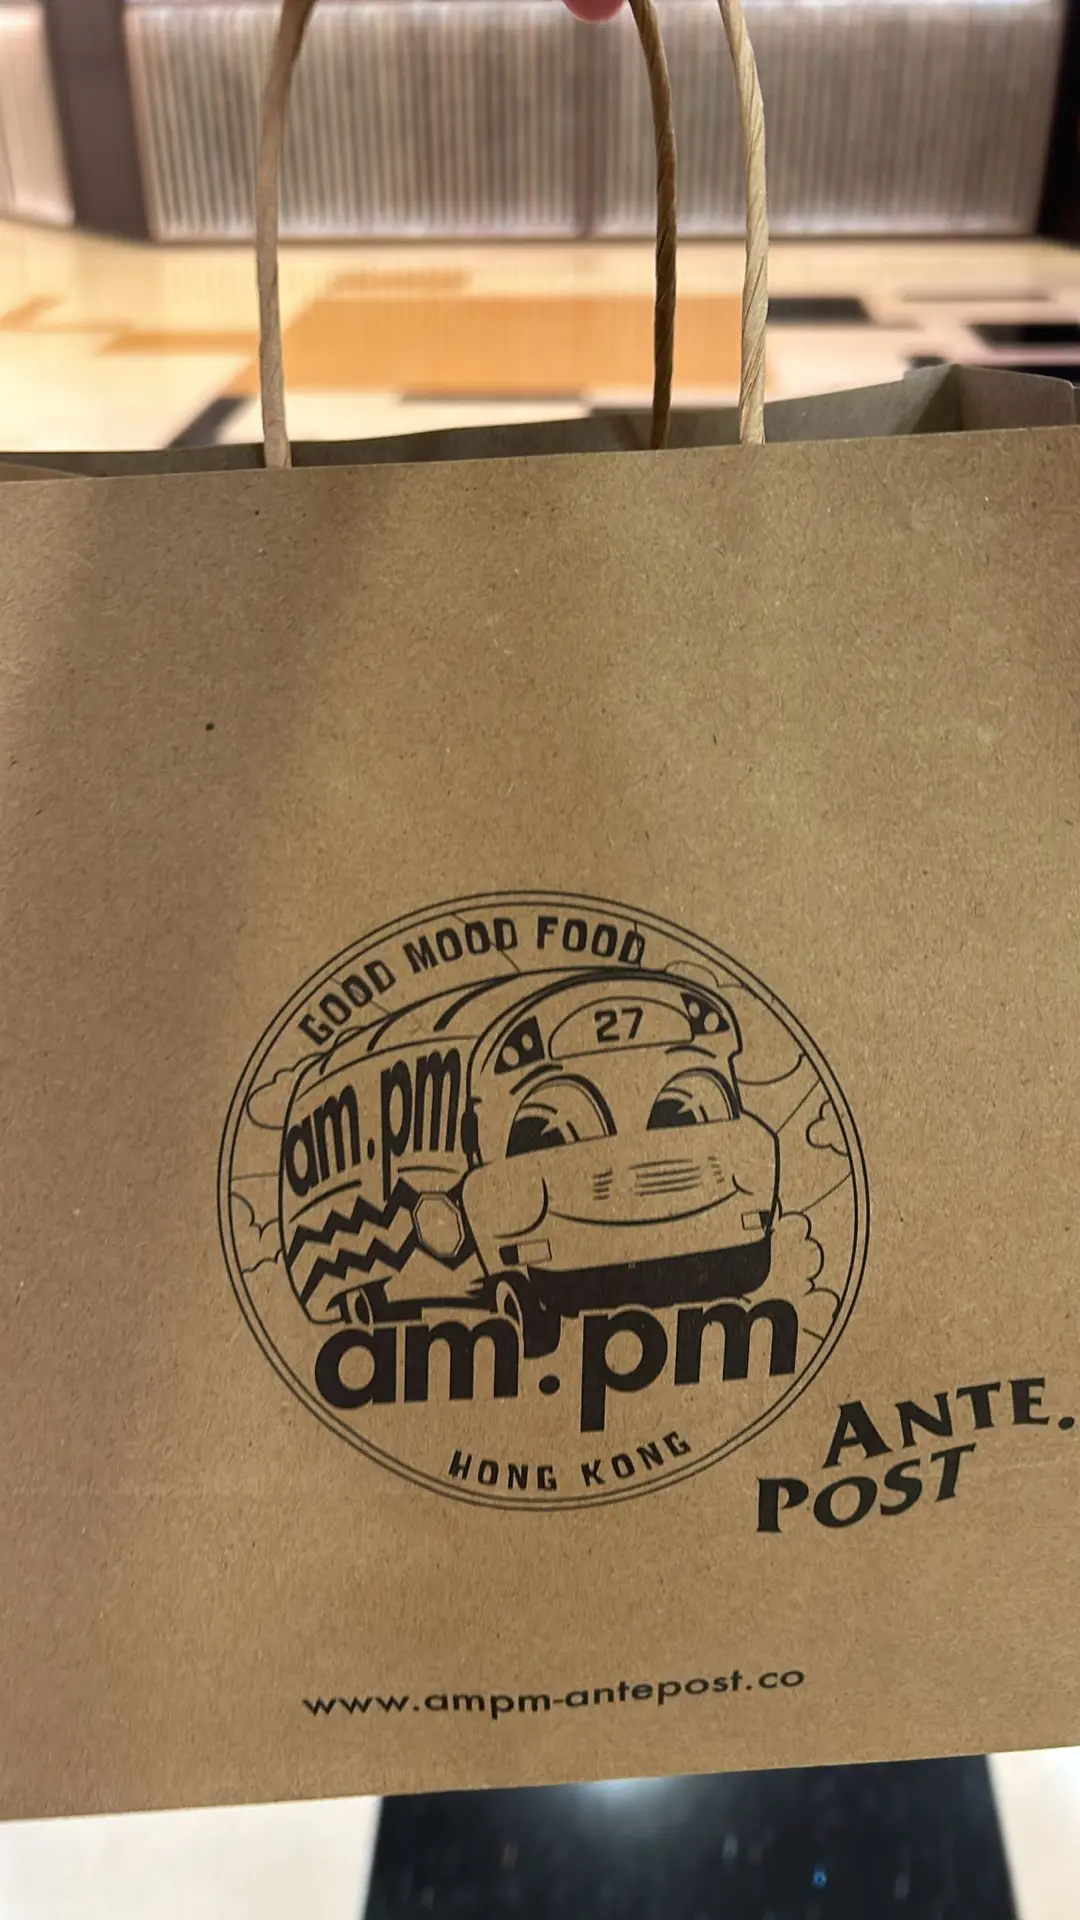 GOOD MOOD FOOD
27
am.pm
am.pm
HONG KONG
ANTE.
POST
www.ampm-antepost.co